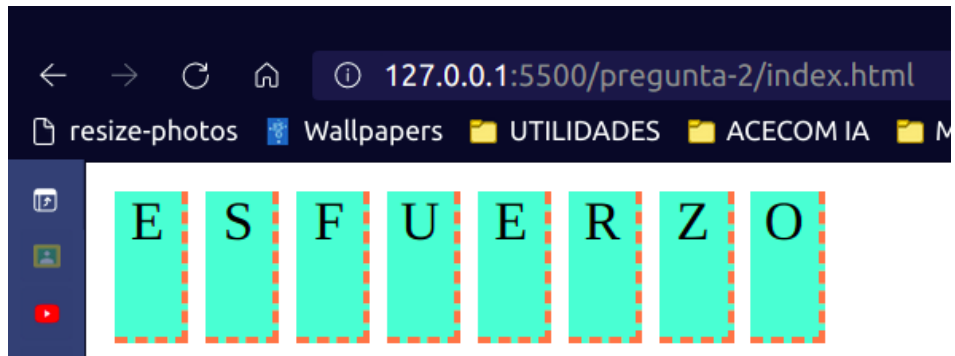 127.0.0.1:5500/pregunta-2/index.html
resize-photos Wallpapers UTILIDADES ACECOM IA M
E S F U E R Z O